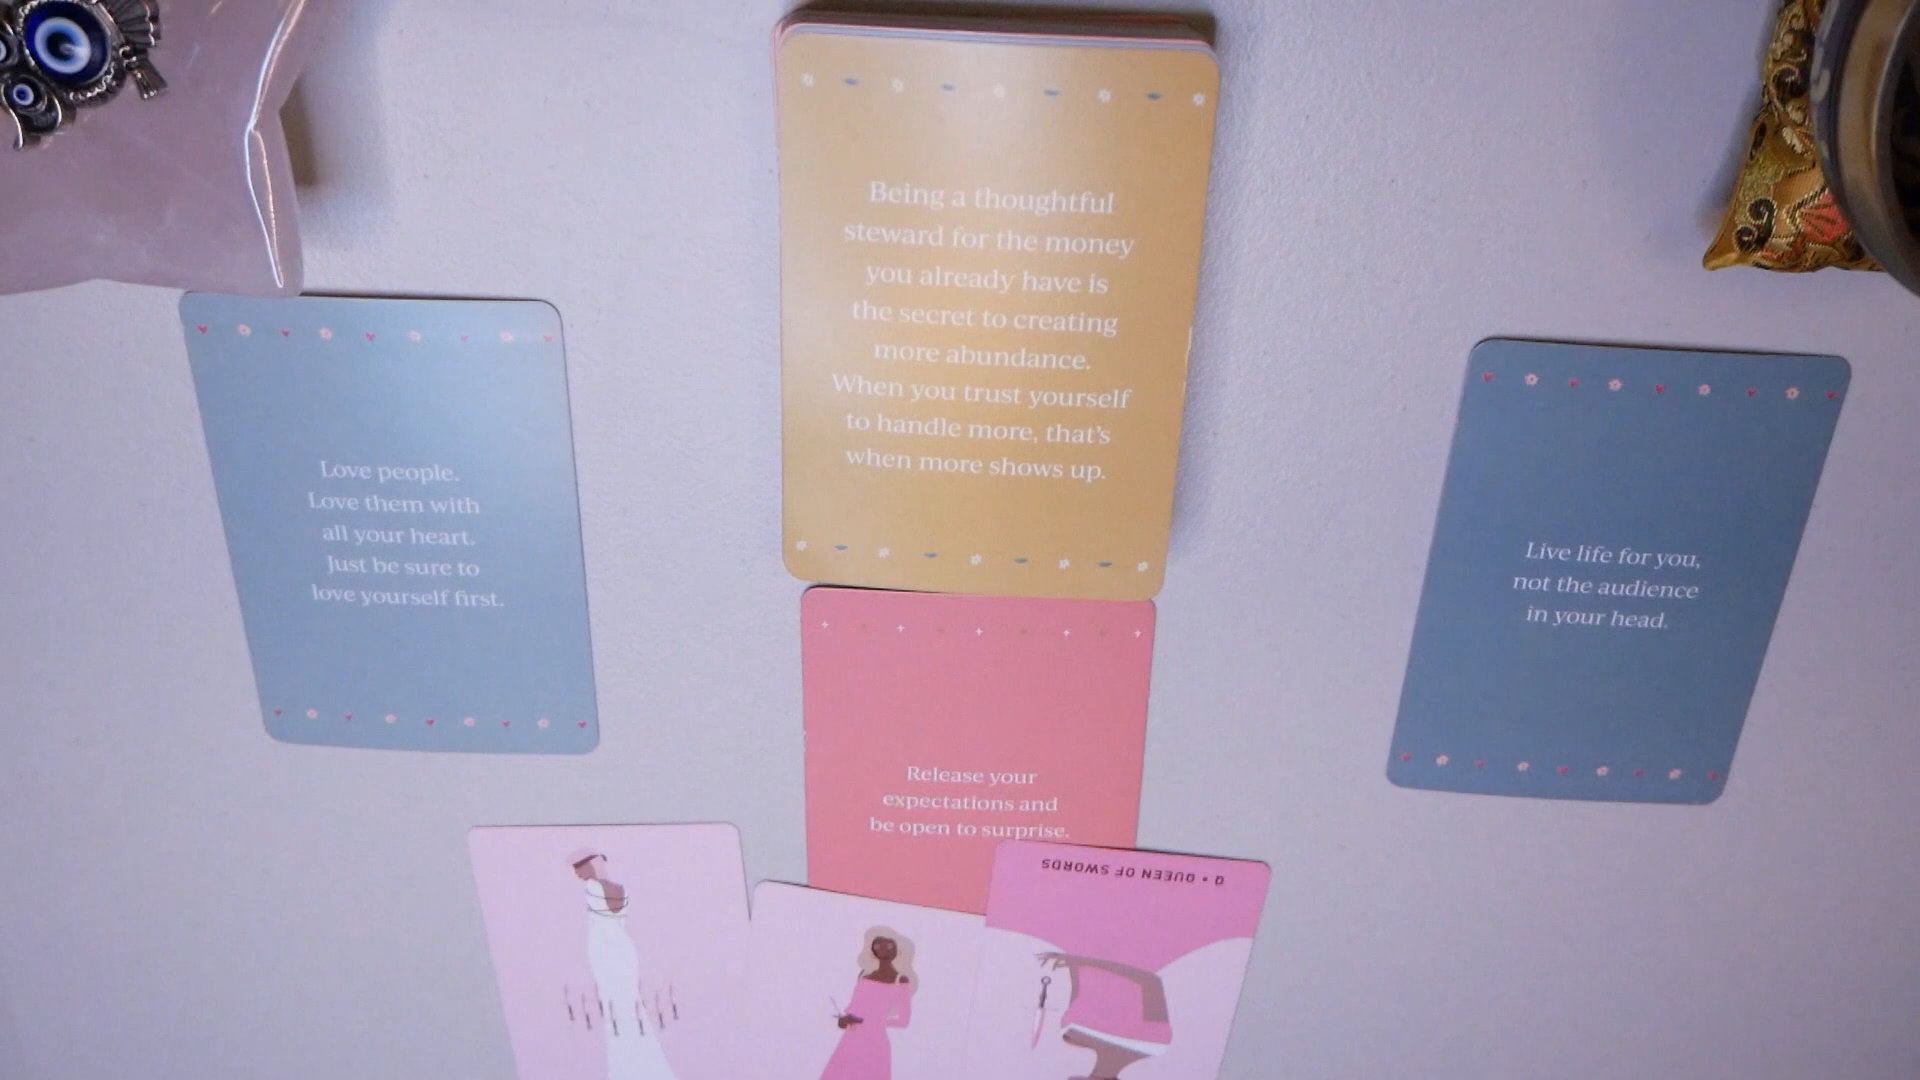 Being a thoughtful
steward for the money
you already have is
the secret to creating
more abundance.
When you trust yourself
to handle more, that's
when more shows up.
Love people.
Love them with
all your heart.
Just be sure to
love yourself first.
Live life for you,
not the audience
in your head.
Release your
expectations and
be open to surprise.
Q • QUEEN OF SWORDS